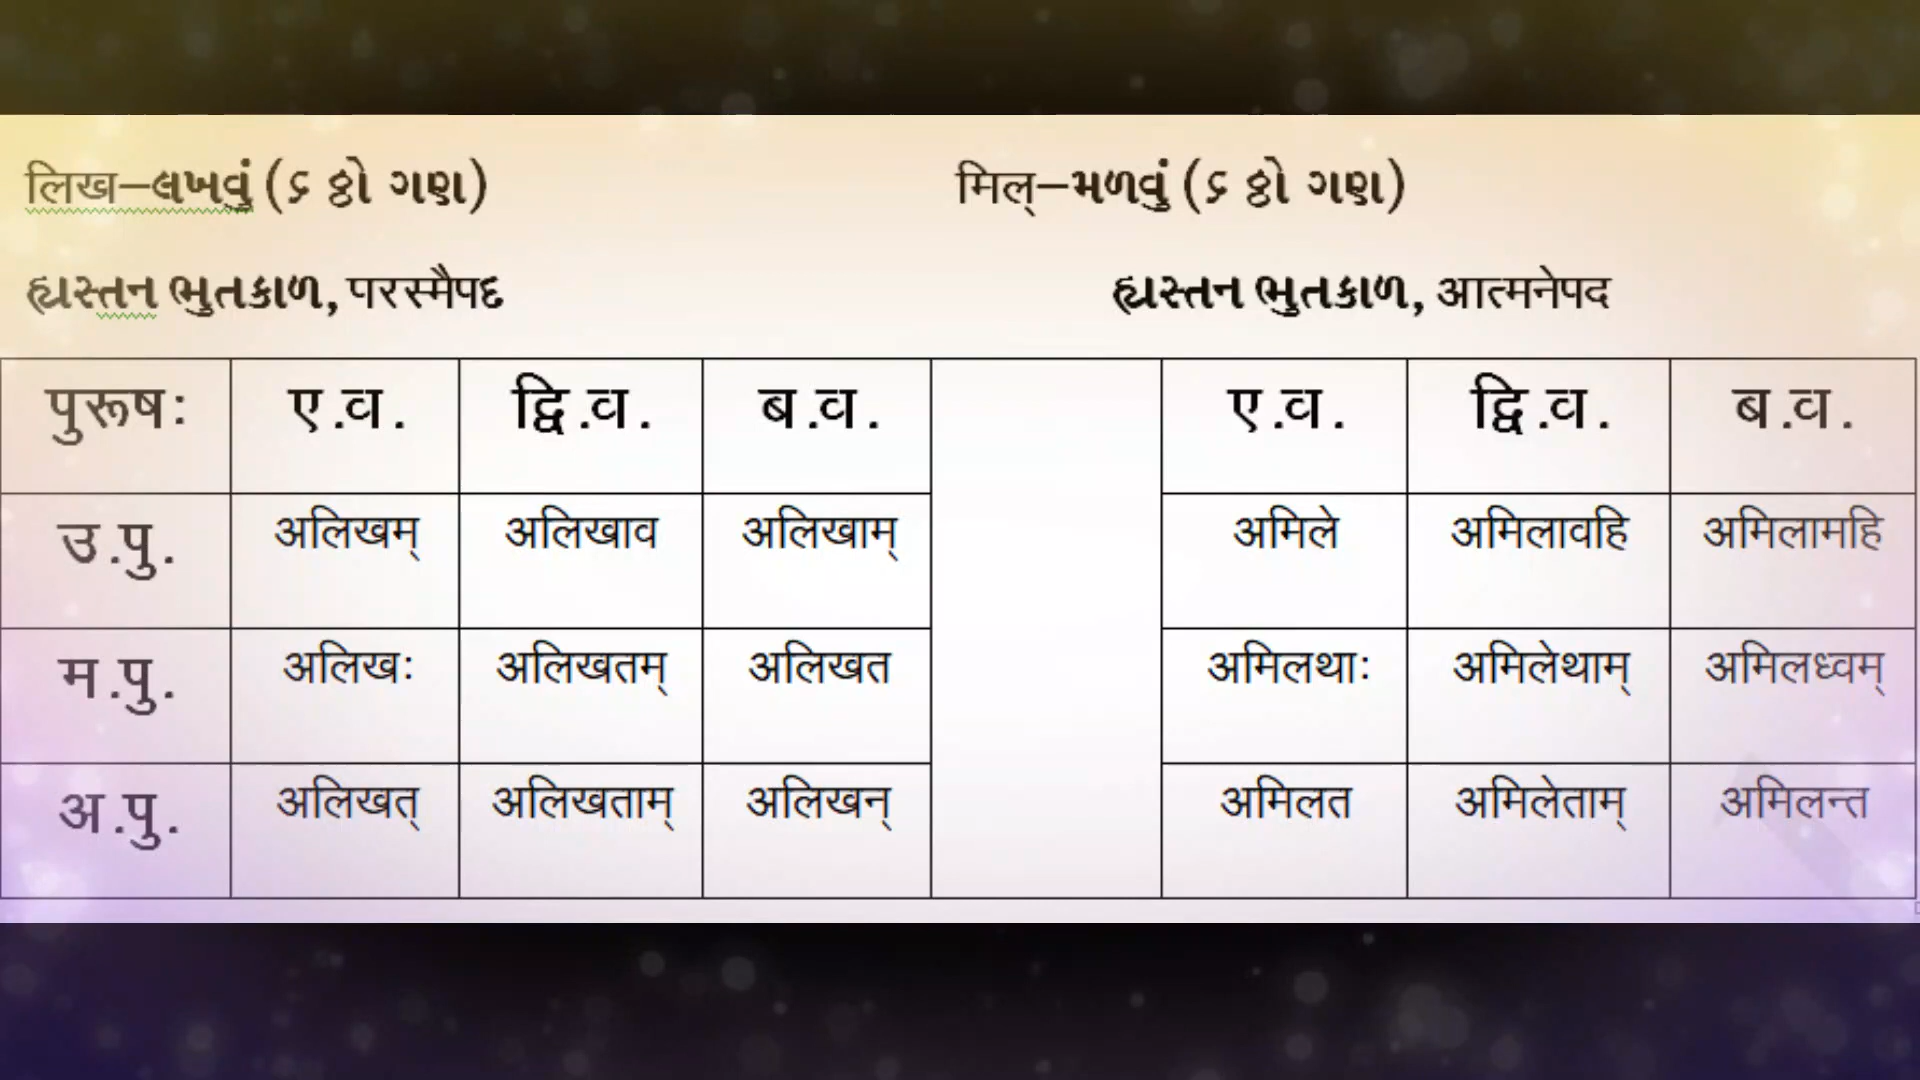 लिख–લખવું (૬ ઠ્ઠો ગણ) मिल्–મળવું (૬ ઠ્ઠો ગણ)
હ્યસ્તન ભુતકાળ, परस्मैपद હ્યસ્તન ભુતકાળ, आत्मनेपद
पुरूषः ए.व. द्वि.व. ब.व. ए.व. द्वि.व. ब.व.
उ.पु. अलिखम् अलिखाव अलिखाम् अमिले अमिलावहि अमिलामहि
म.पु. अलिखः अलिखतम् अलिखत अमिलथाः अमिलेथाम् अमिलध्वम्
अ.पु. अलिखत् अलिखताम् अलिखन् अमिलत अमिलेताम् अमिलन्त